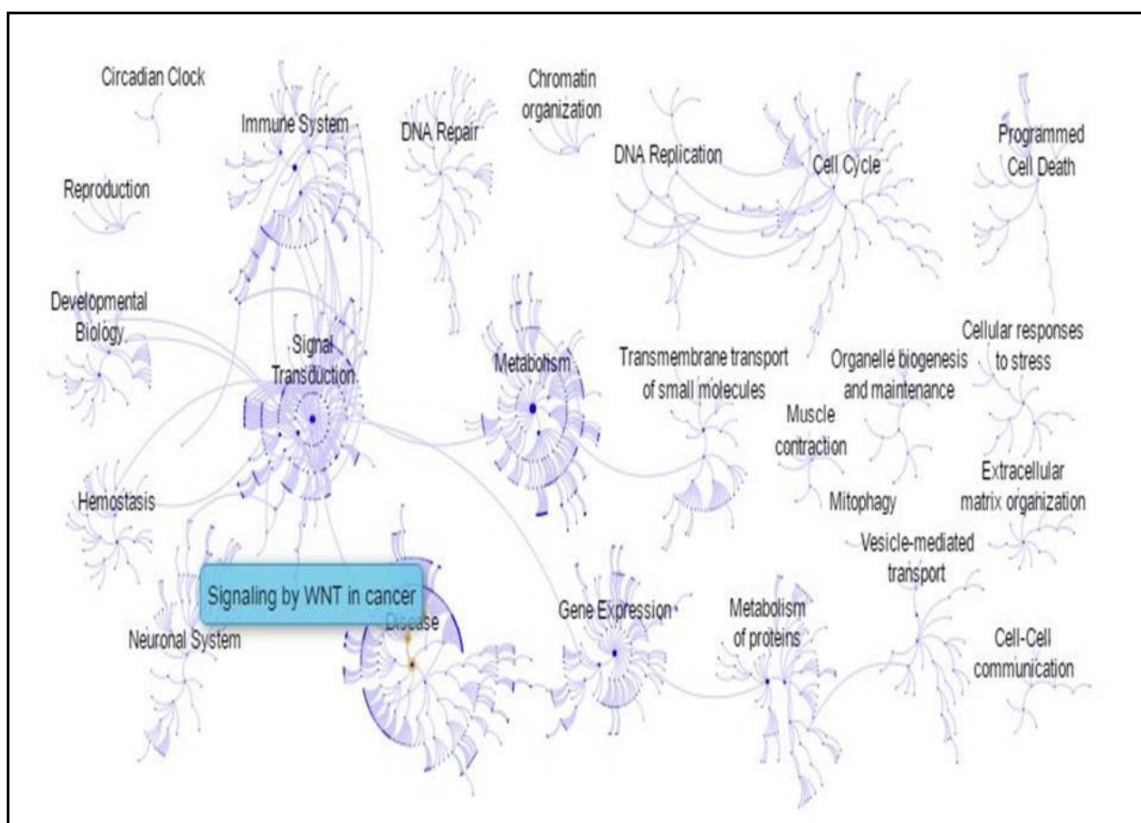 Circadian Clock
Immune System
DNA Repair
Chromatin
organization
DNA Replication
Cell Cycle
Programmed
Cell Death
Reproduction
Developmental
Biology
Signal
Transduction
Metabolism
Transmembrane transport
of small molecules
Organelle biogenesis
and maintenance
Cellular responses
to stress
Muscle
contraction
Hemostasis
Mitophagy
Extracellular
matrix organization
Vesicle-mediated
transport
Signaling by WNT in cancer
Neuronal System
Disease
Gene Expression
Metabolism
of proteins
Cell-Cell
communication